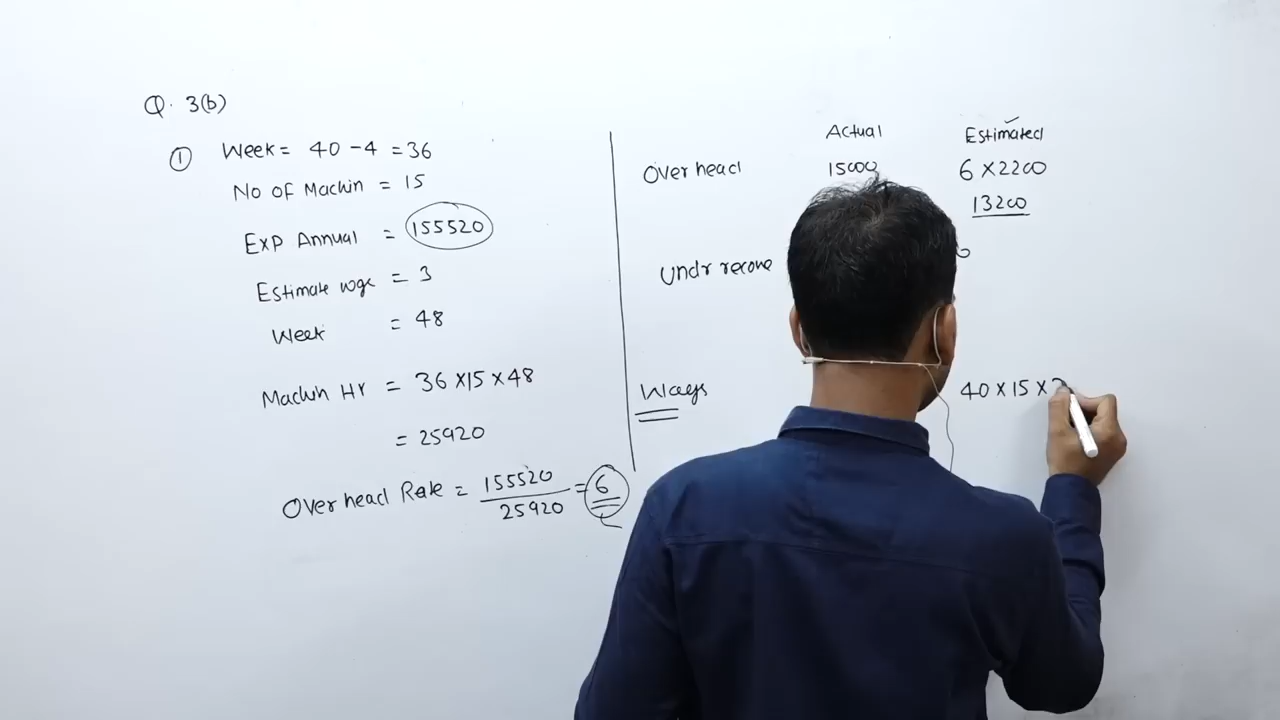 Q. 3(b)
① Week = 40 - 4 = 36
No of Machin = 15
Exp Annual = 155520
Estimate wge = 3
Week = 48
Machin Hr = 36 × 15 × 48
= 25920
Over head Rate = 155520 / 25920 = 6
Actual Estimated
Over head 15000 6 × 2200
13200
Undr recove
Wags 40 × 15 ×